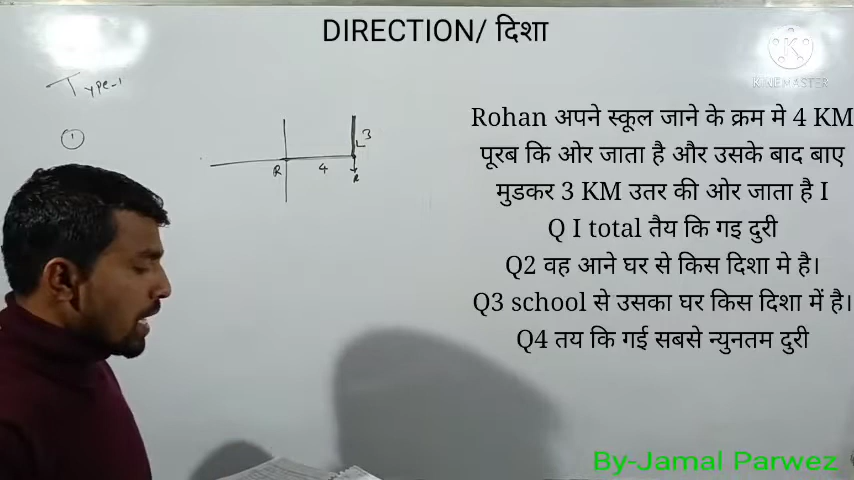 DIRECTION/ दिशा
KINEMASTER
Type-1
1
3
L
R
4
R
Rohan अपने स्कूल जाने के क्रम मे 4 KM
पूरब कि ओर जाता है और उसके बाद बाए
मुडकर 3 KM उतर की ओर जाता है I
Q I total तैय कि गइ दुरी
Q2 वह आने घर से किस दिशा मे है।
Q3 school से उसका घर किस दिशा में है।
Q4 तय कि गई सबसे न्युनतम दुरी
By-Jamal Parwez